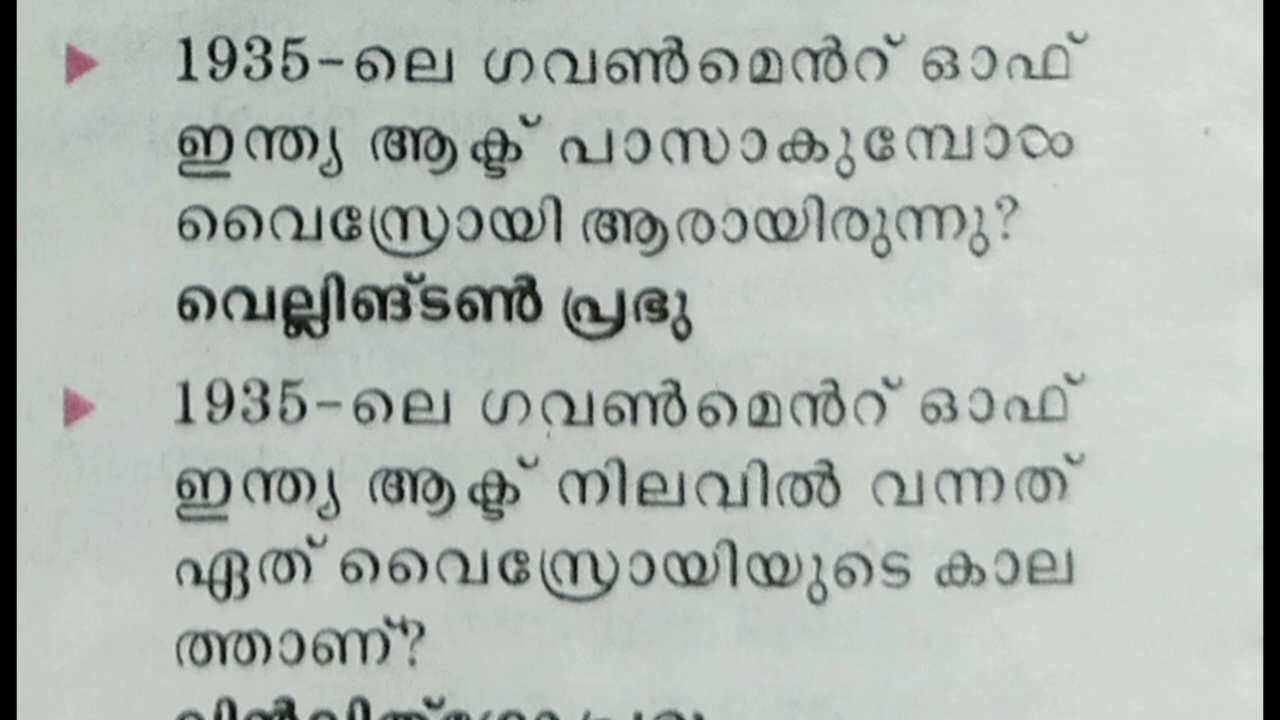 1935-ലെ ഗവൺമെൻറ് ഓഫ്
ഇന്ത്യ ആക്ട് പാസാകുമ്പോൾ
വൈസ്രോയി ആരായിരുന്നു?
വെല്ലിങ്ടൺ പ്രഭു
1935-ലെ ഗവൺമെൻറ് ഓഫ്
ഇന്ത്യ ആക്ട് നിലവിൽ വന്നത്
ഏത് വൈസ്രോയിയുടെ കാല
ത്താണ്?